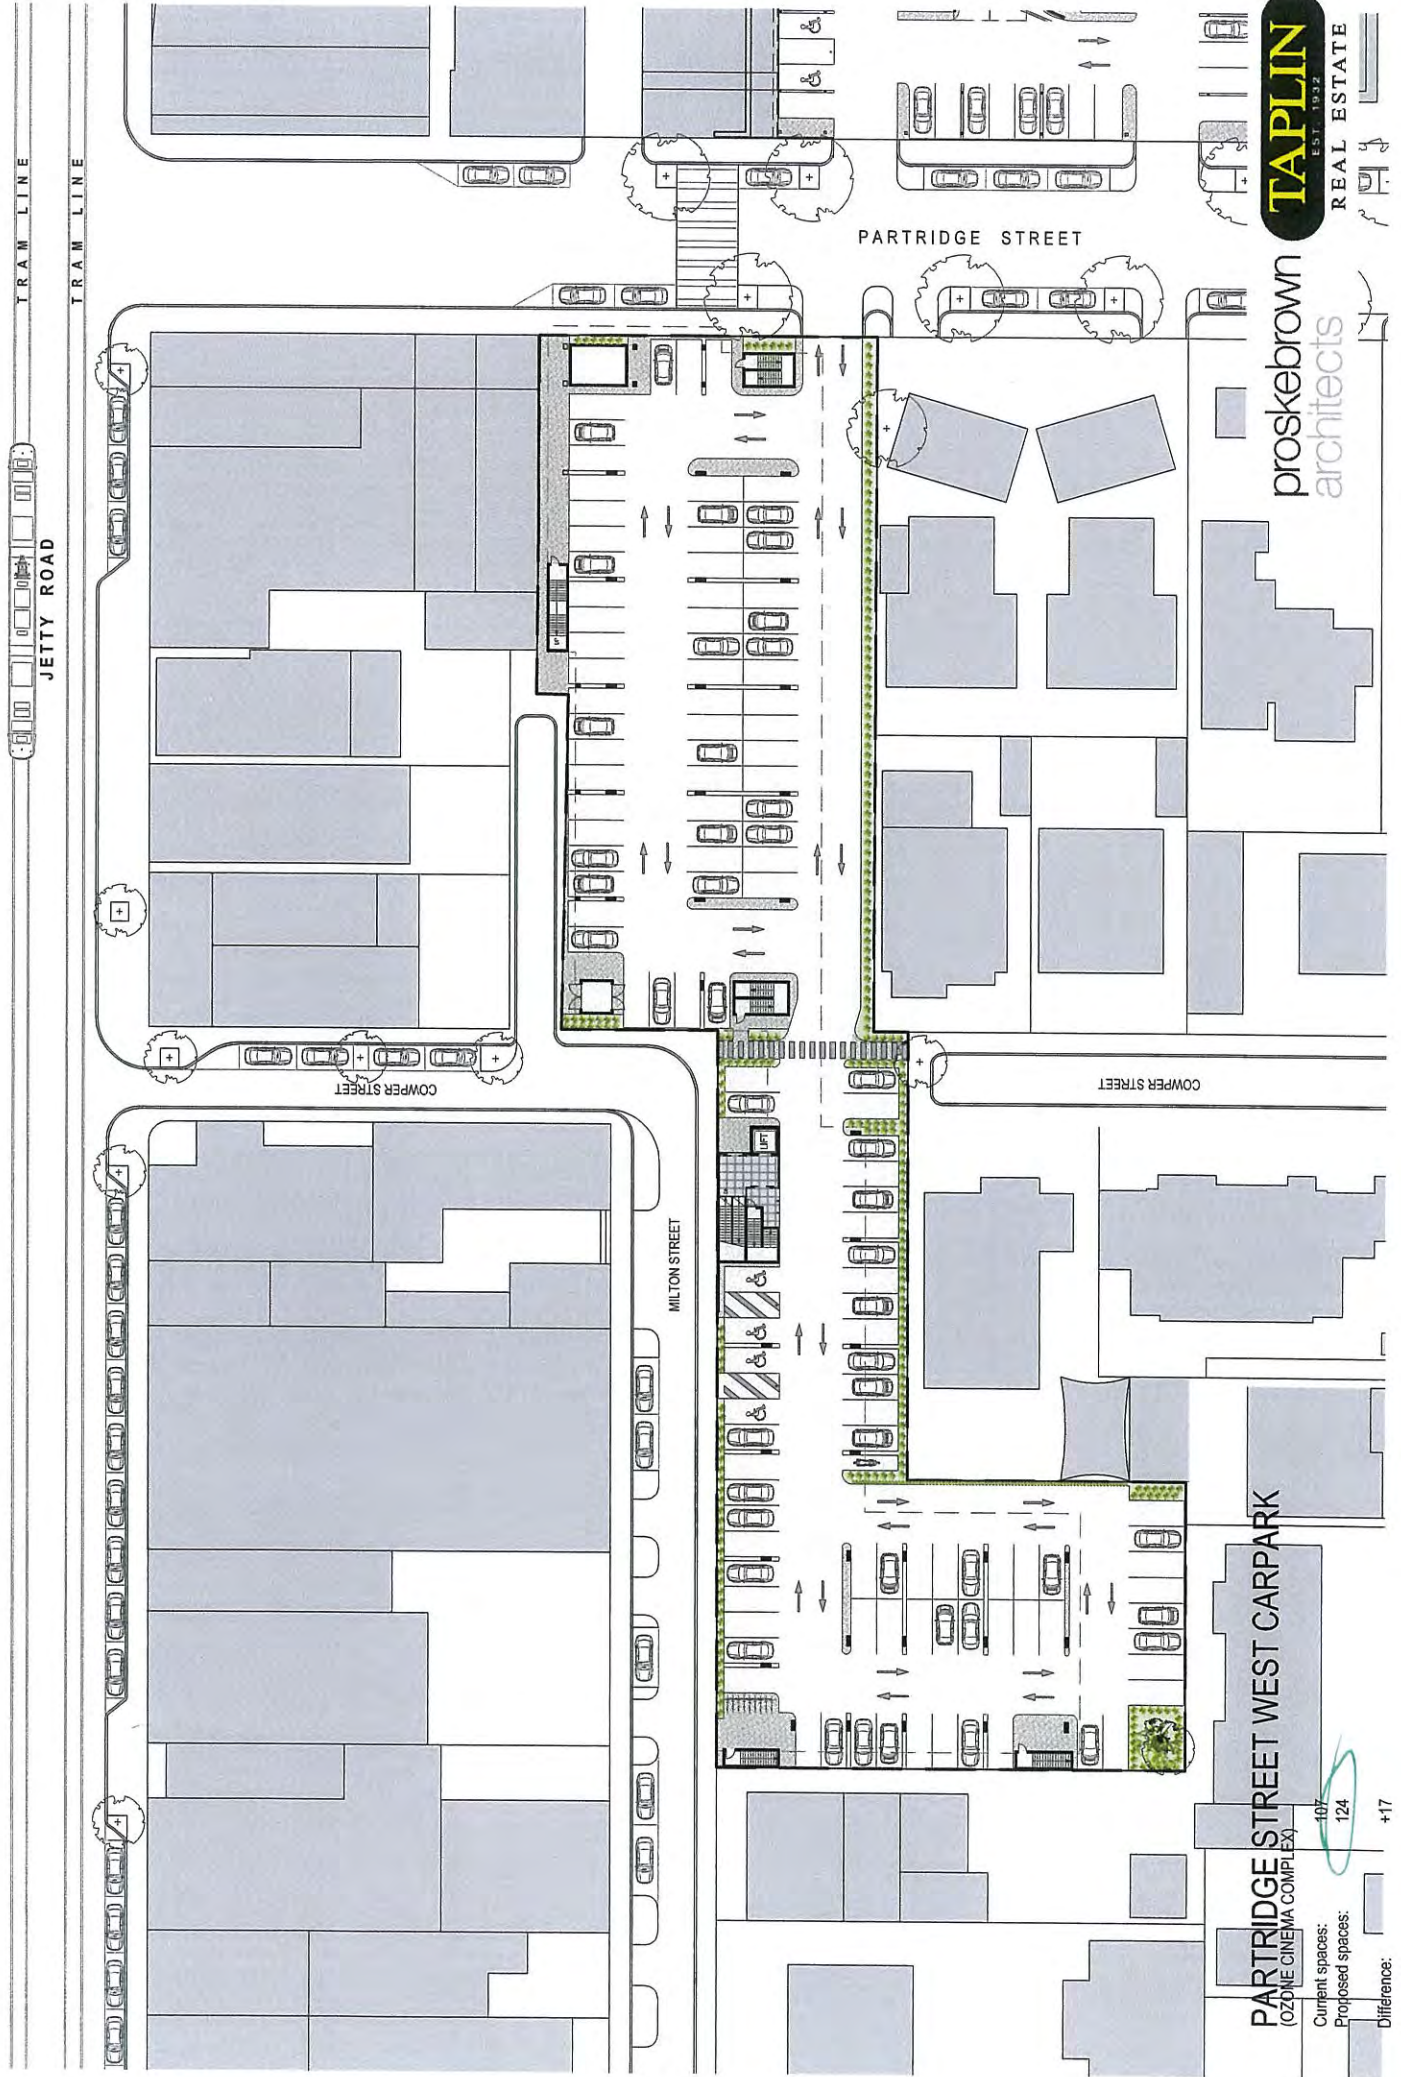 TRAM LINE
TRAM LINE
JETTY ROAD
PARTRIDGE STREET
COWPER STREET
COWPER STREET
MILTON STREET
LIFT
TAPLIN
EST. 1932
REAL ESTATE
proskebrown
architects
PARTRIDGE STREET WEST CARPARK
(OZONE CINEMA COMPLEX)
Current spaces: 107
Proposed spaces: 124
Difference: +17